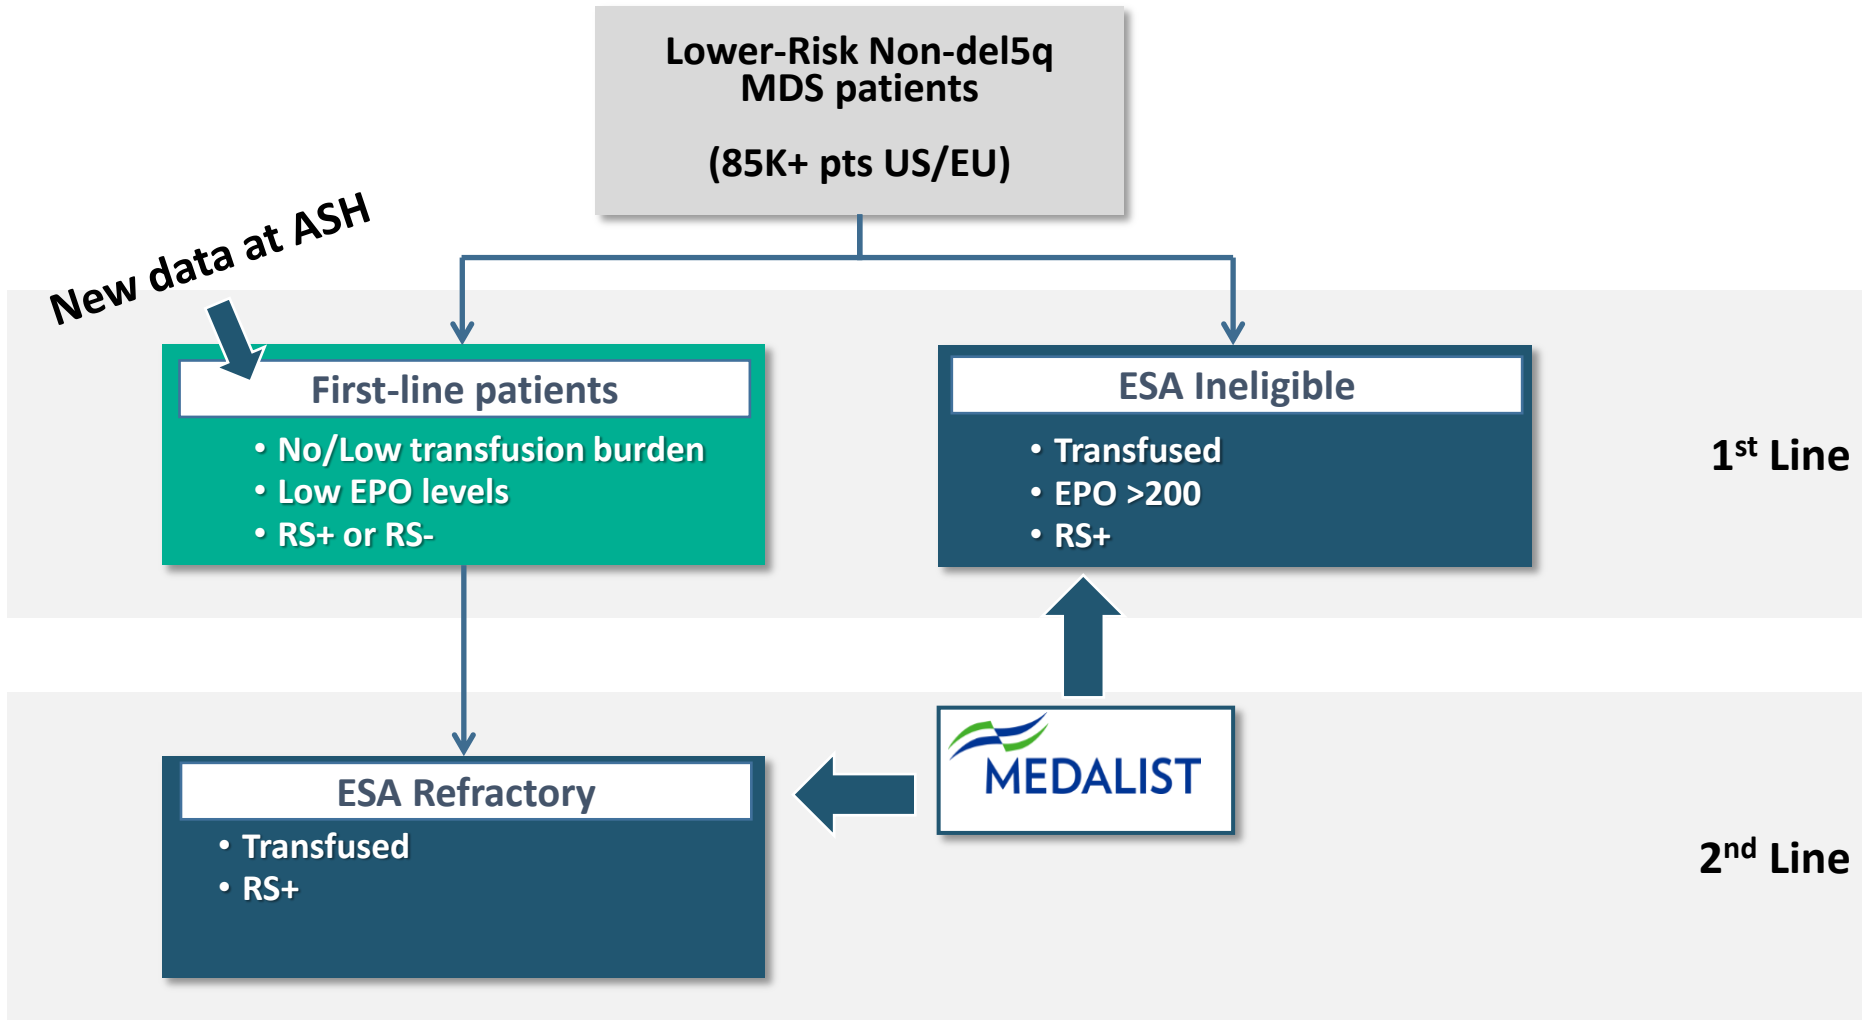 Lower-Risk Non-del5q
MDS patients
(85K+ pts US/EU)
New data at ASH
First-line patients
• No/Low transfusion burden
• Low EPO levels
• RS+ or RS-
ESA Ineligible
• Transfused
• EPO >200
• RS+
1st Line
MEDALIST
ESA Refractory
• Transfused
• RS+
2nd Line